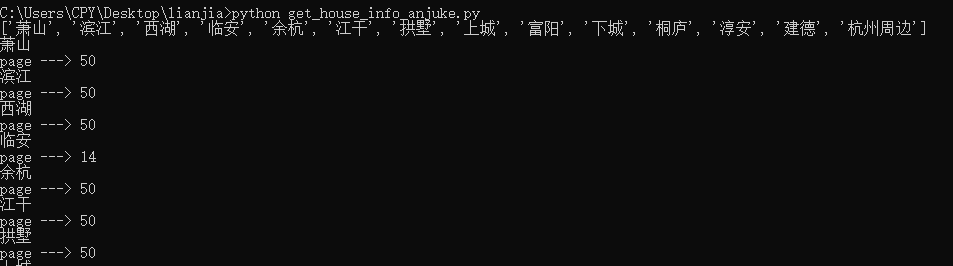 C:\Users\CPY\Desktop\lianjia>python get_house_info_anjuke.py
['萧山', '滨江', '西湖', '临安', '余杭', '江干', '拱墅', '上城', '富阳', '下城', '桐庐', '淳安', '建德', '杭州周边']
萧山
page ---> 50
滨江
page ---> 50
西湖
page ---> 50
临安
page ---> 14
余杭
page ---> 50
江干
page ---> 50
拱墅
page ---> 50